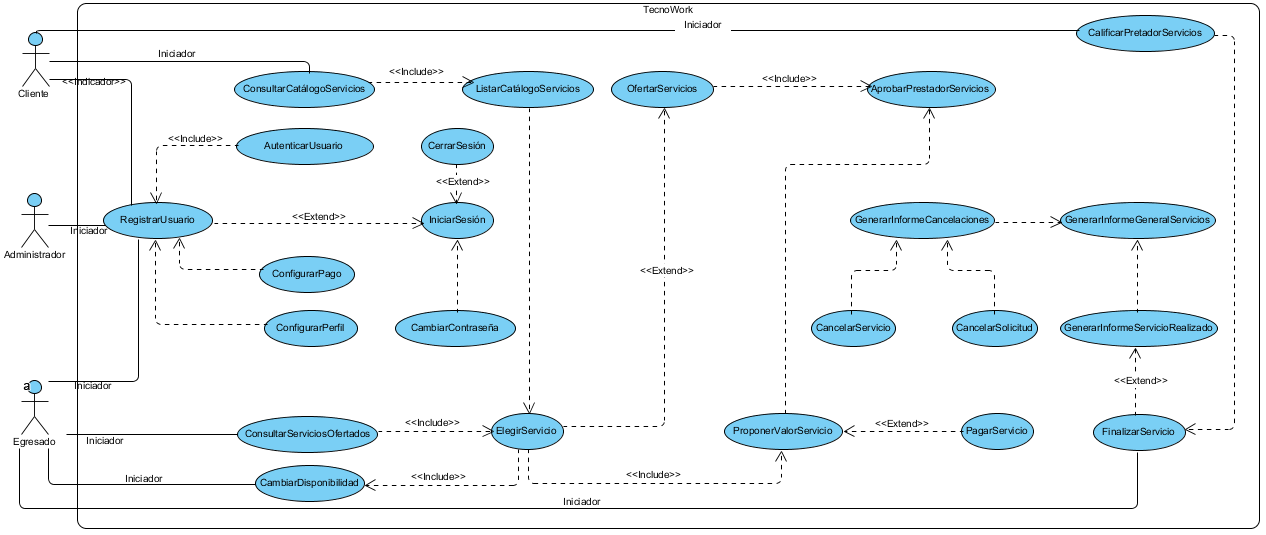 TecnoWork
Iniciador
CalificarPretadorServicios
Iniciador
Cliente
<<Indicador>>
ConsultarCatálogoServicios
<<Include>>
ListarCatálogoServicios
OfertarServicios
<<Include>>
AprobarPrestadorServicios
<<Include>>
AutenticarUsuario
CerrarSesión
<<Extend>>
Administrador
Iniciador
RegistrarUsuario
<<Extend>>
IniciarSesión
GenerarInformeCancelaciones
GenerarInformeGeneralServicios
ConfigurarPago
<<Extend>>
ConfigurarPerfil
CambiarContraseña
CancelarServicio
CancelarSolicitud
GenerarInformeServicioRealizado
<<Extend>>
a
Iniciador
Egresado
Iniciador
ConsultarServiciosOfertados
<<Include>>
ElegirServicio
ProponerValorServicio
<<Extend>>
PagarServicio
FinalizarServicio
Iniciador
CambiarDisponibilidad
<<Include>>
<<Include>>
Iniciador